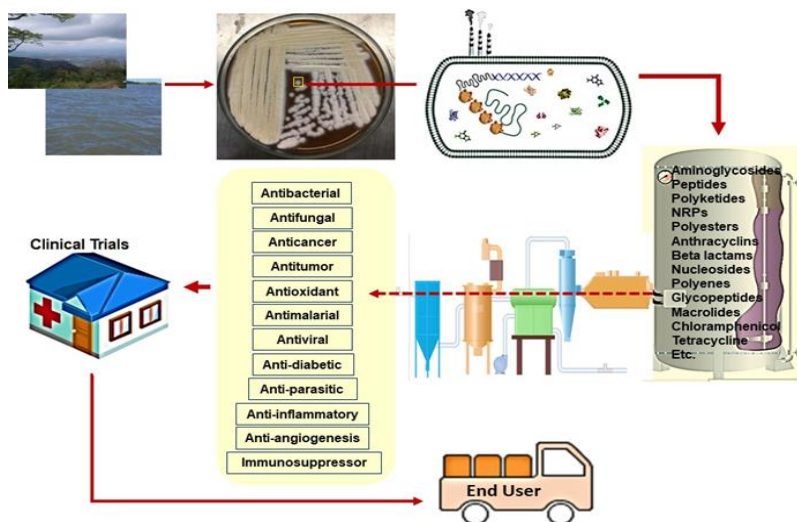 Aminoglycosides
Peptides
Polyketides
NRPs
Polyesters
Anthracyclins
Beta lactams
Nucleosides
Polyenes
Glycopeptides
Macrolides
Chloramphenicol
Tetracycline
Etc.
Antibacterial
Antifungal
Anticancer
Antitumor
Antioxidant
Antimalarial
Antiviral
Anti-diabetic
Anti-parasitic
Anti-inflammatory
Anti-angiogenesis
Immunosuppressor
Clinical Trials
End User